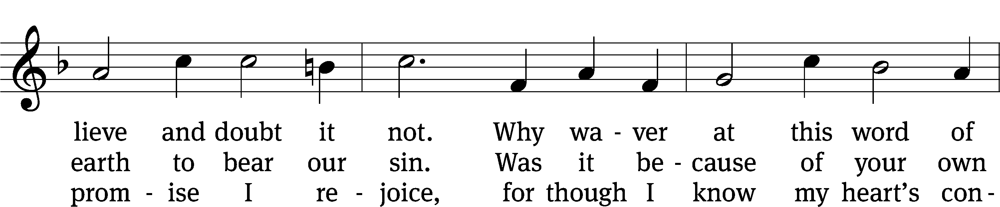 lieve and doubt it not. Why wa - ver at this word of
earth to bear our sin. Was it be - cause of your own
prom - ise I re - joice, for though I know my heart’s con -